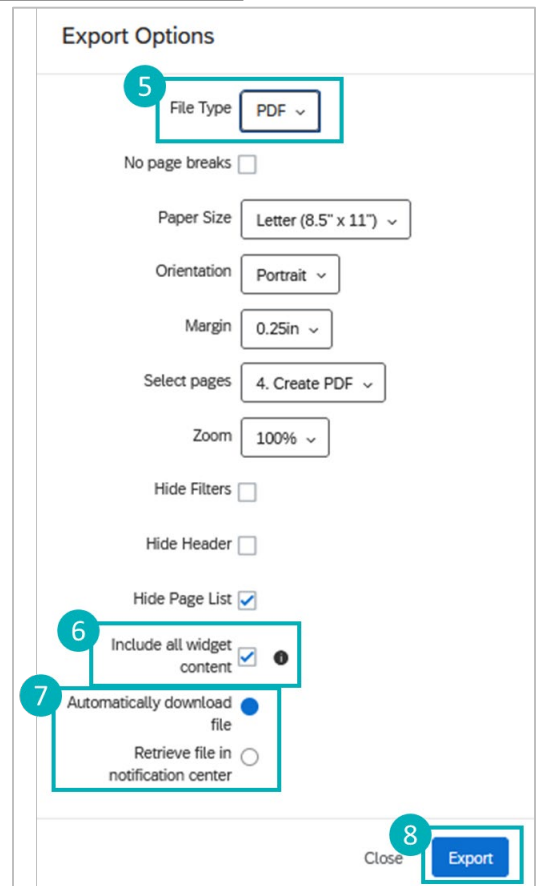 Export Options
5
File Type PDF
No page breaks
Paper Size Letter (8.5" x 11")
Orientation Portrait
Margin 0.25in
Select pages 4. Create PDF
Zoom 100%
Hide Filters
Hide Header
Hide Page List
6
Include all widget
content
7
Automatically download
file
Retrieve file in
notification center
8
Close Export